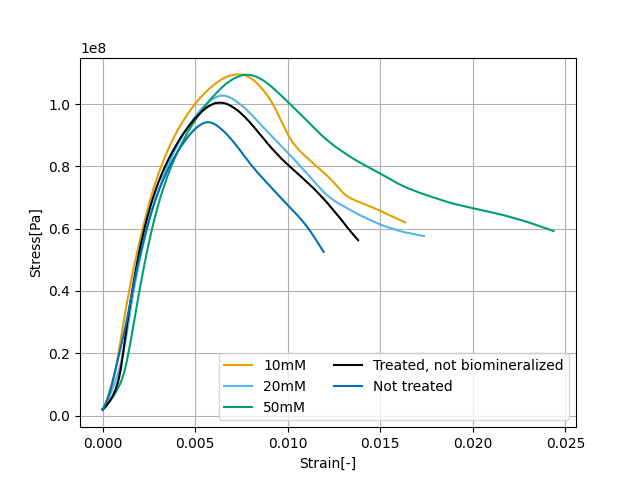 1e8
1.0
0.8
0.6
0.4
0.2
0.0
Stress[Pa]
10mM
20mM
50mM
Treated, not biomineralized
Not treated
0.000 0.005 0.010 0.015 0.020 0.025
Strain[-]